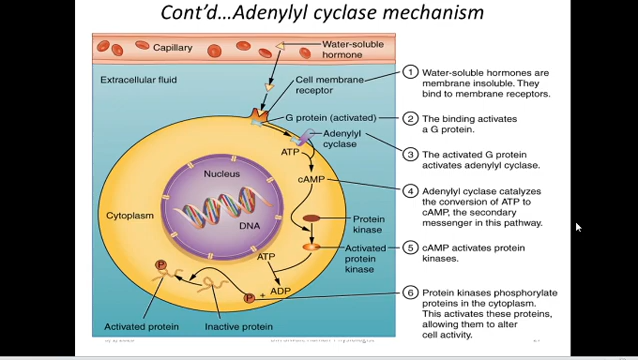 Cont'd...Adenylyl cyclase mechanism
Capillary
Water-soluble
hormone
Extracellular fluid
Cell membrane
receptor
G protein (activated)
Adenylyl
cyclase
ATP
Nucleus
cAMP
Cytoplasm
DNA
Protein
kinase
Activated
protein
kinase
ATP
ADP
P
P
+
Activated protein
Inactive protein
1 Water-soluble hormones are
membrane insoluble. They
bind to membrane receptors.
2 The binding activates
a G protein.
3 The activated G protein
activates adenylyl cyclase.
4 Adenylyl cyclase catalyzes
the conversion of ATP to
cAMP, the secondary
messenger in this pathway.
5 cAMP activates protein
kinases.
6 Protein kinases phosphorylate
proteins in the cytoplasm.
This activates these proteins,
allowing them to alter
cell activity.